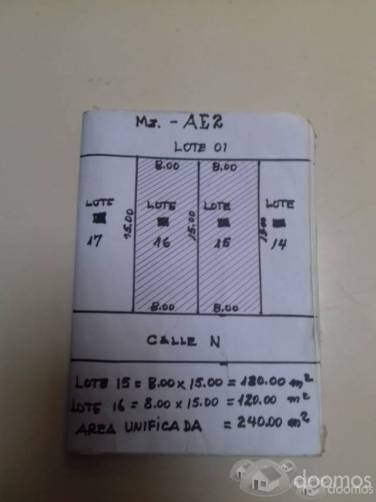 Mz. - AE2
LOTE 01
8.00 8.00
LOTE LOTE LOTE LOTE
17 15.00 16 15.00 15 15.00 14
8.00 8.00
CALLE N
LOTE 15 = 8.00 x 15.00 = 120.00 m²
LOTE 16 = 8.00 x 15.00 = 120.00 m²
AREA UNIFICADA = 240.00 m²
doomos
doomos